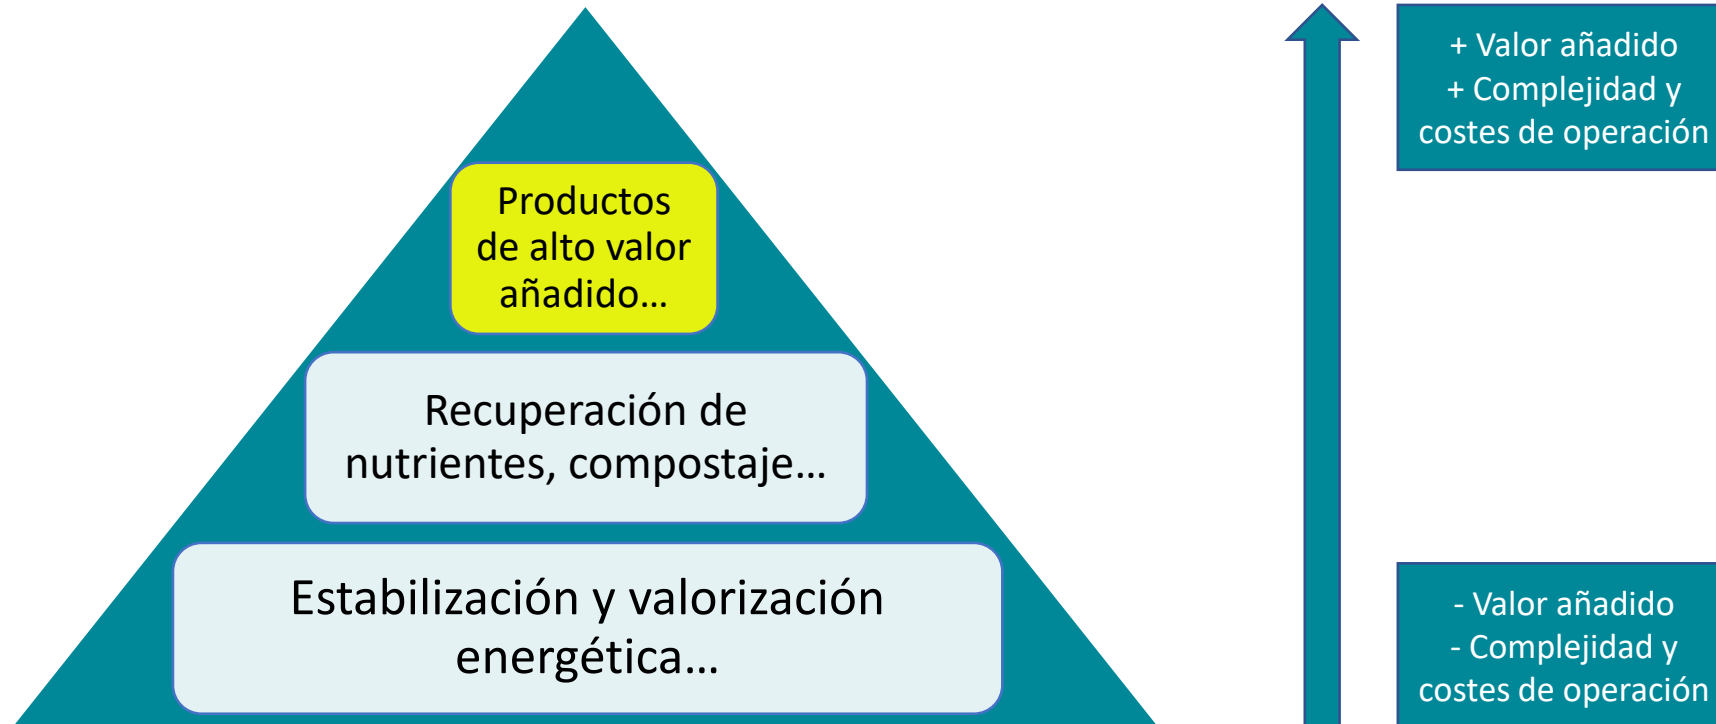 + Valor añadido
+ Complejidad y
costes de operación
Productos
de alto valor
añadido…
Recuperación de
nutrientes, compostaje…
Estabilización y valorización
energética…
- Valor añadido
- Complejidad y
costes de operación